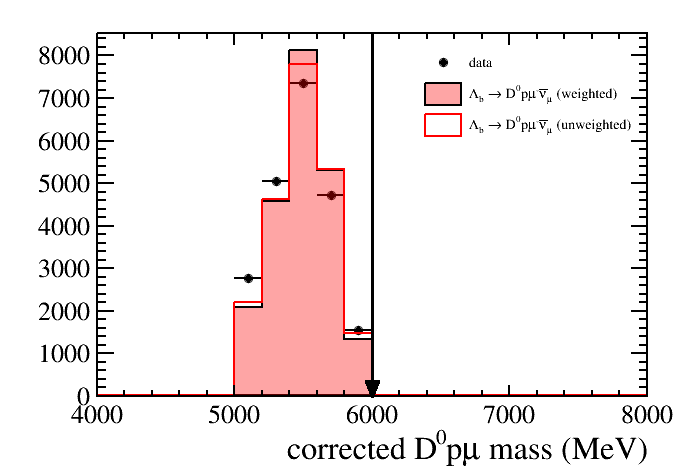 8000
7000
6000
5000
4000
3000
2000
1000
0
data
Λb → D⁰pμ ν̅μ (weighted)
Λb → D⁰pμ ν̅μ (unweighted)
4000 5000 6000 7000 8000
corrected D⁰pμ mass (MeV)